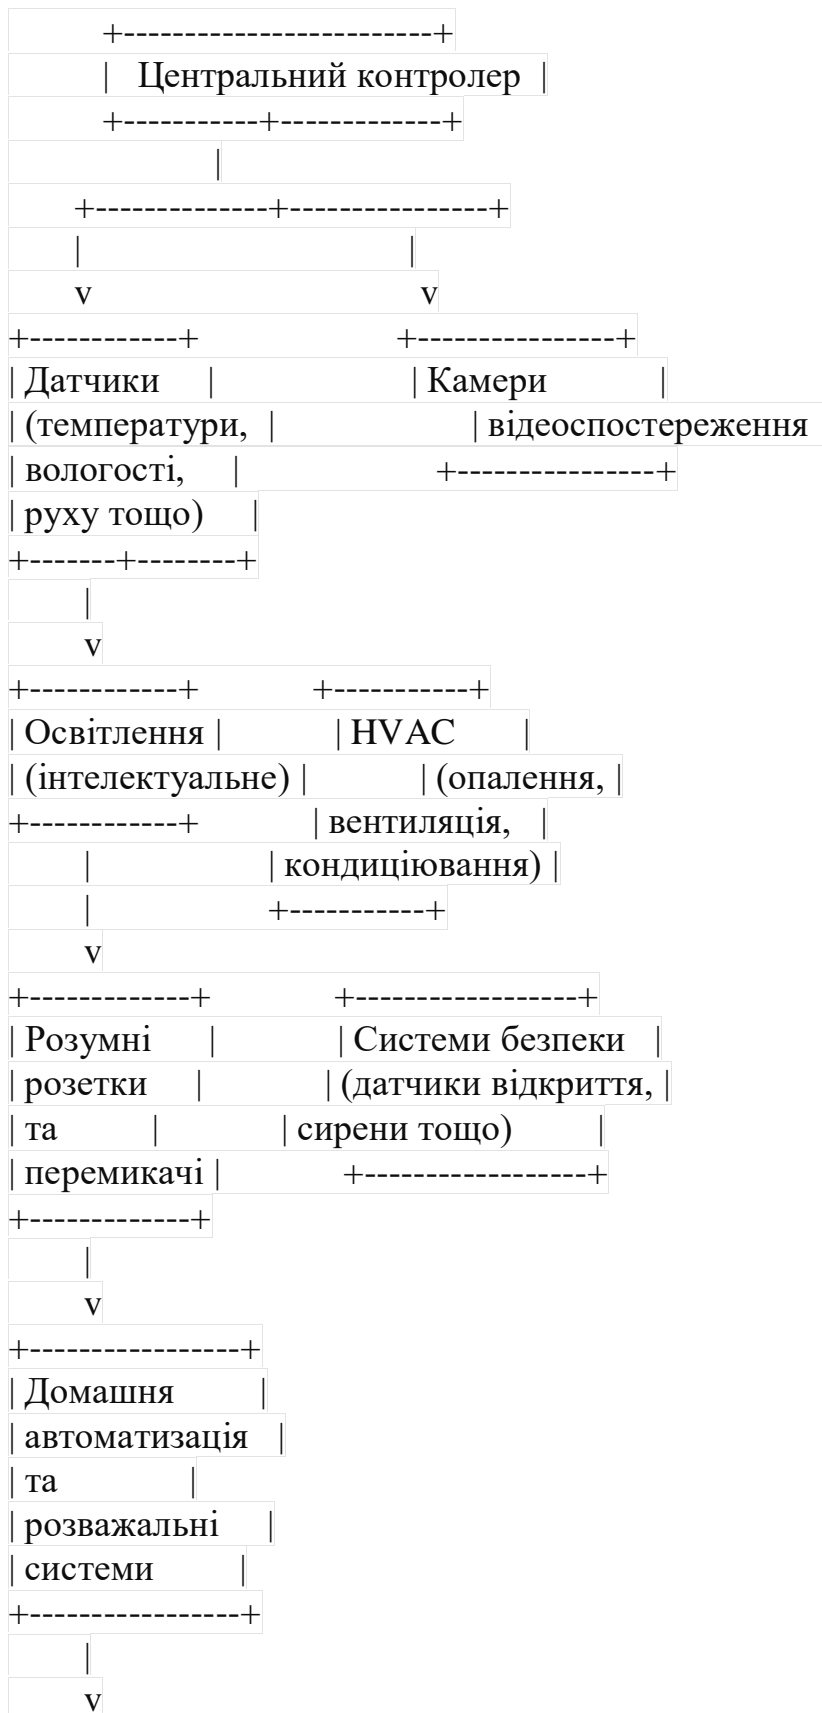 +-------------------------+
|   Центральний контролер  |
+-----------+-------------+
|
+--------------+----------------+
|                                   |
v                                   v
+------------+                     +----------------+
| Датчики     |                     | Камери            |
| (температури,  |                     | відеоспостереження
| вологості,     |                     +----------------+
| руху тощо)     |
+-------+--------+
|
v
+------------+            +-----------+
| Освітлення |            | HVAC       |
| (інтелектуальне) |            | (опалення, |
+------------+            | вентиляція,   |
|                   | кондиціювання) |
|                   +-----------+
v
+-------------+             +------------------+
| Розумні      |             | Системи безпеки   |
| розетки     |             | (датчики відкриття, |
| та          |             | сирени тощо)         |
| перемикачі |             +------------------+
+-------------+
|
v
+-----------------+
| Домашня         |
| автоматизація   |
| та              |
| розважальні     |
| системи         |
+-----------------+
|
v